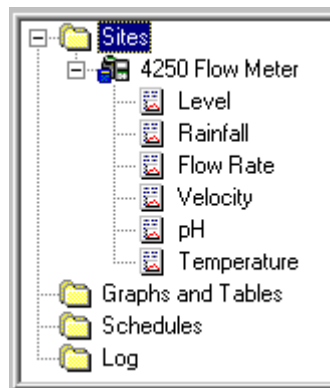 Sites
4250 Flow Meter
Level
Rainfall
Flow Rate
Velocity
pH
Temperature
Graphs and Tables
Schedules
Log